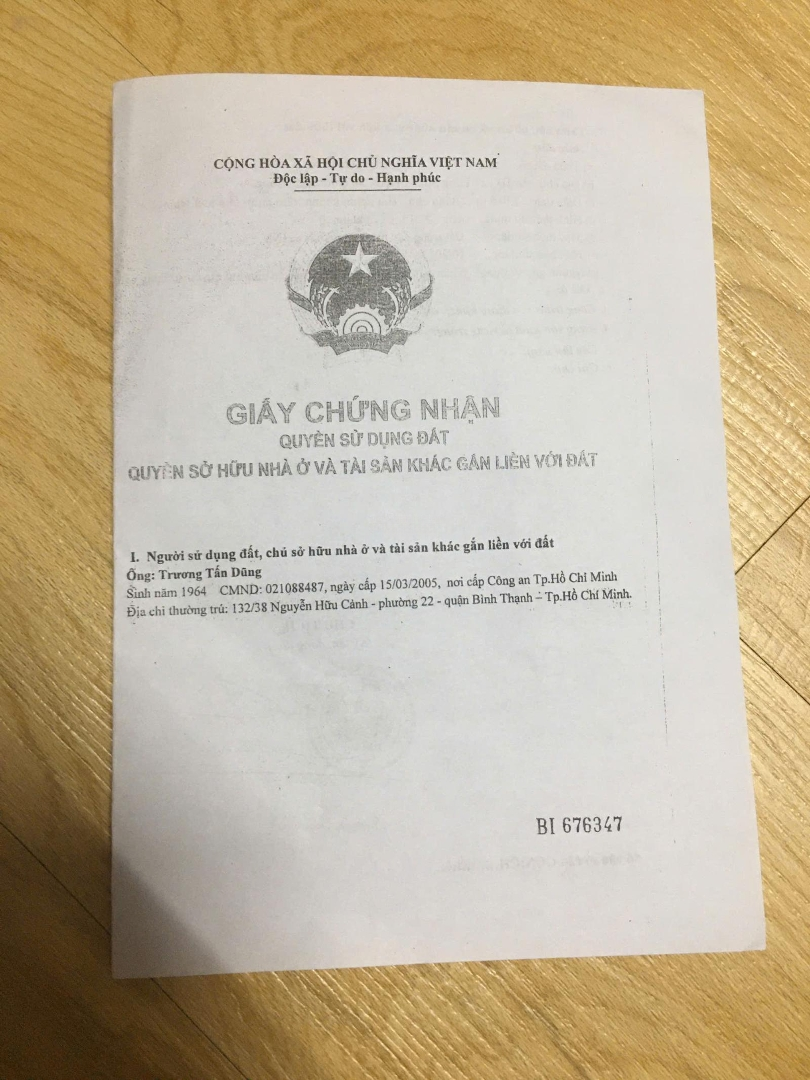 CỘNG HÒA XÃ HỘI CHỦ NGHĨA VIỆT NAM
Độc lập - Tự do - Hạnh phúc
GIẤY CHỨNG NHẬN
QUYỀN SỬ DỤNG ĐẤT
QUYỀN SỞ HỮU NHÀ Ở VÀ TÀI SẢN KHÁC GẮN LIỀN VỚI ĐẤT
I. Người sử dụng đất, chủ sở hữu nhà ở và tài sản khác gắn liền với đất
Ông: Trương Tấn Dũng
Sinh năm 1964 CMND: 021088487, ngày cấp 15/03/2005, nơi cấp Công an Tp.Hồ Chí Minh
Địa chỉ thường trú: 132/38 Nguyễn Hữu Cảnh - phường 22 - quận Bình Thạnh – Tp.Hồ Chí Minh.
BI 676347